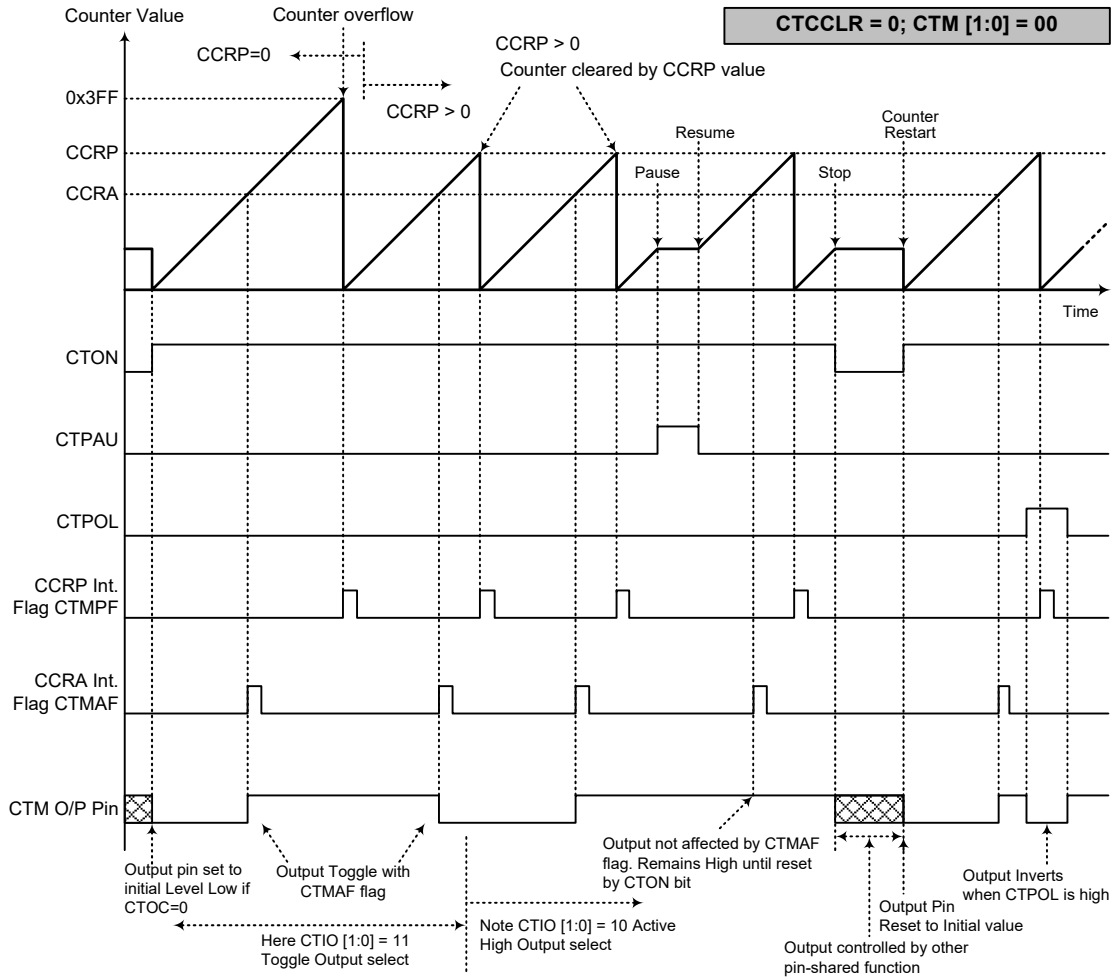 Counter Value
Counter overflow
CTCCLR = 0; CTM [1:0] = 00
CCRP=0
CCRP > 0
CCRP > 0
Counter cleared by CCRP value
0x3FF
CCRP
CCRA
Pause
Resume
Stop
Counter
Restart
Time
CTON
CTPAU
CTPOL
CCRP Int.
Flag CTMPF
CCRA Int.
Flag CTMAF
CTM O/P Pin
Output pin set to
initial Level Low if
CTOC=0
Output Toggle with
CTMAF flag
Here CTIO [1:0] = 11
Toggle Output select
Note CTIO [1:0] = 10 Active
High Output select
Output not affected by CTMAF
flag. Remains High until reset
by CTON bit
Output controlled by other
pin-shared function
Output Pin
Reset to Initial value
Output Inverts
when CTPOL is high